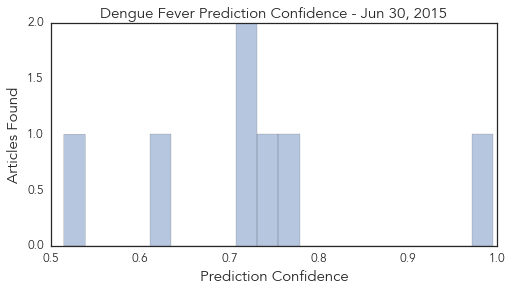 Dengue Fever Prediction Confidence - Jun 30, 2015
2.0
1.5
1.0
0.5
0.0
Articles Found
0.5 0.6 0.7 0.8 0.9 1.0
Prediction Confidence